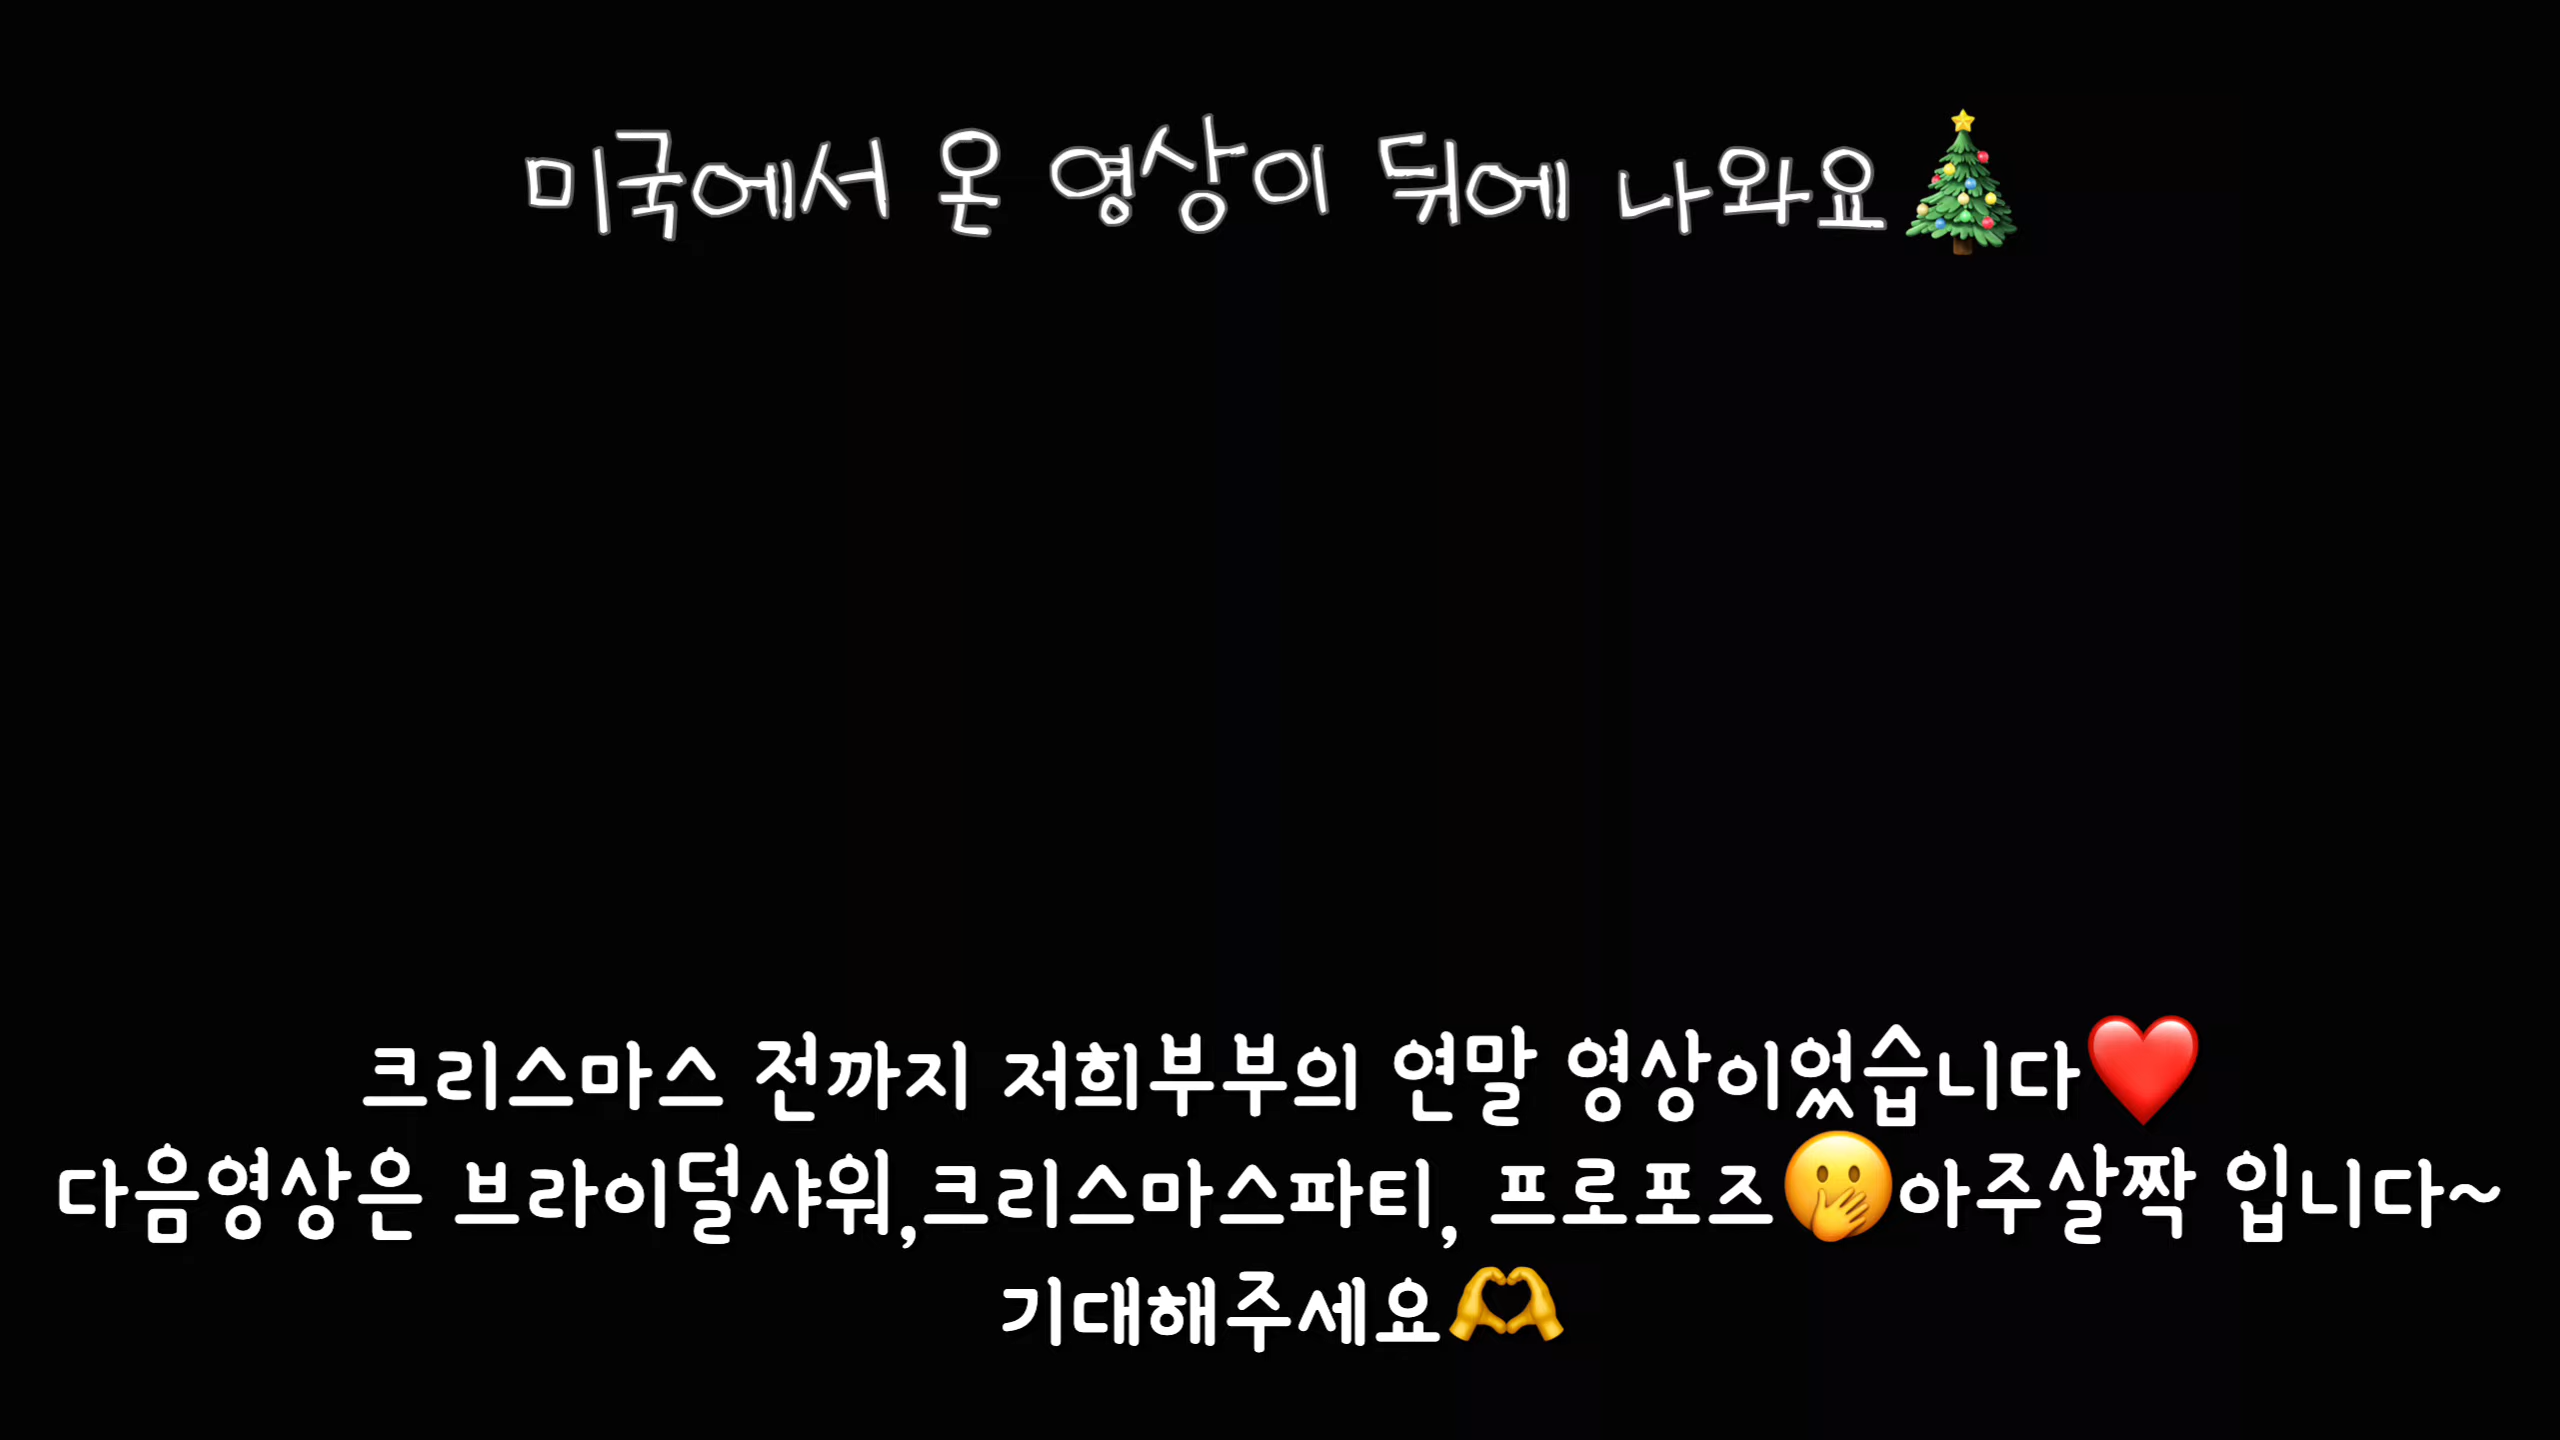 미국에서 온 영상이 뒤에 나와요🎄
크리스마스 전까지 저희부부의 연말 영상이었습니다❤️
다음영상은 브라이덜샤워,크리스마스파티, 프로포즈🫢아주살짝 입니다~
기대해주세요🫶